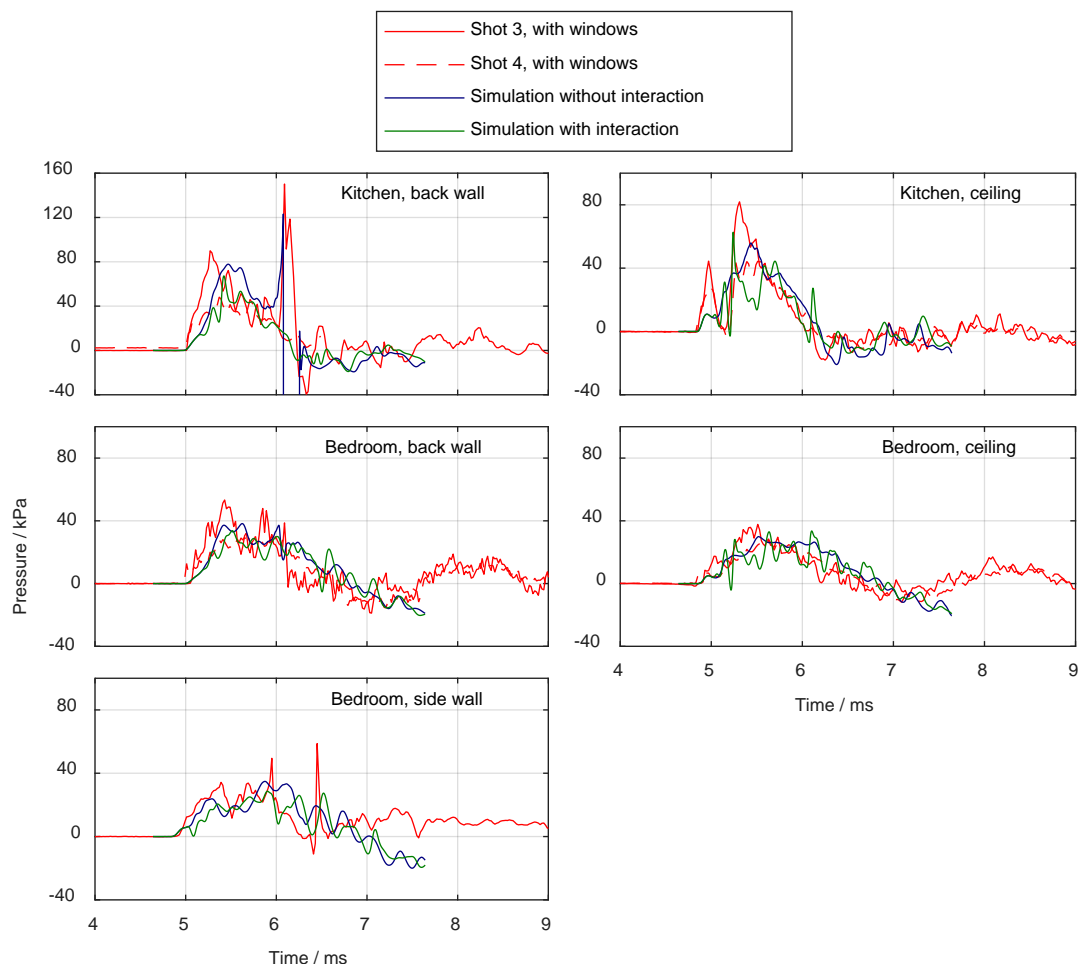 Shot 3, with windows
Shot 4, with windows
Simulation without interaction
Simulation with interaction
160
120
80
40
0
-40
Kitchen, back wall
80
40
0
-40
Kitchen, ceiling
Pressure / kPa
80
40
0
-40
Bedroom, back wall
80
40
0
-40
Bedroom, ceiling
4 5 6 7 8 9
Time / ms
80
40
0
-40
Bedroom, side wall
4 5 6 7 8 9
Time / ms